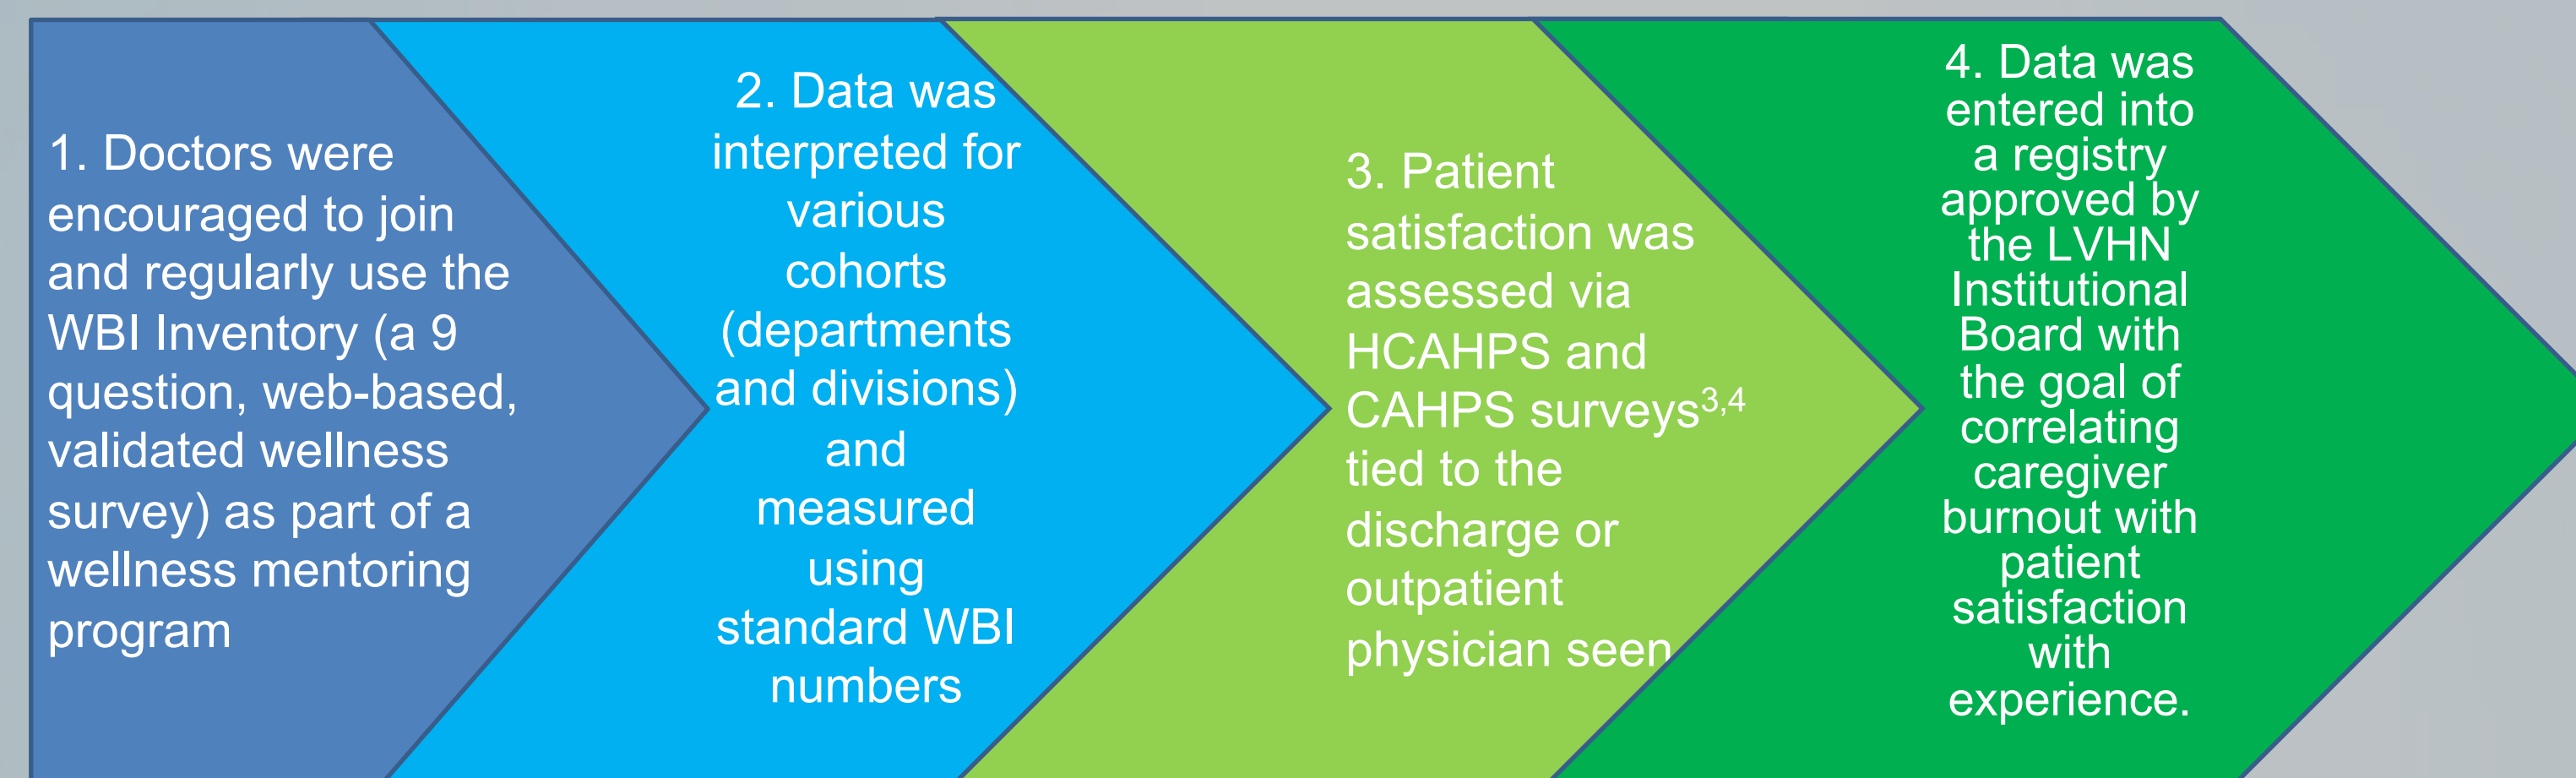 1. Doctors were
encouraged to join
and regularly use the
WBI Inventory (a 9
question, web-based,
validated wellness
survey) as part of a
wellness mentoring
program
2. Data was
interpreted for
various
cohorts
(departments
and divisions)
and
measured
using
standard WBI
numbers
3. Patient
satisfaction was
assessed via
HCAHPS and
CAHPS surveys³,⁴
tied to the
discharge or
outpatient
physician seen
4. Data was
entered into
a registry
approved by
the LVHN
Institutional
Board with
the goal of
correlating
caregiver
burnout with
patient
satisfaction
with
experience.